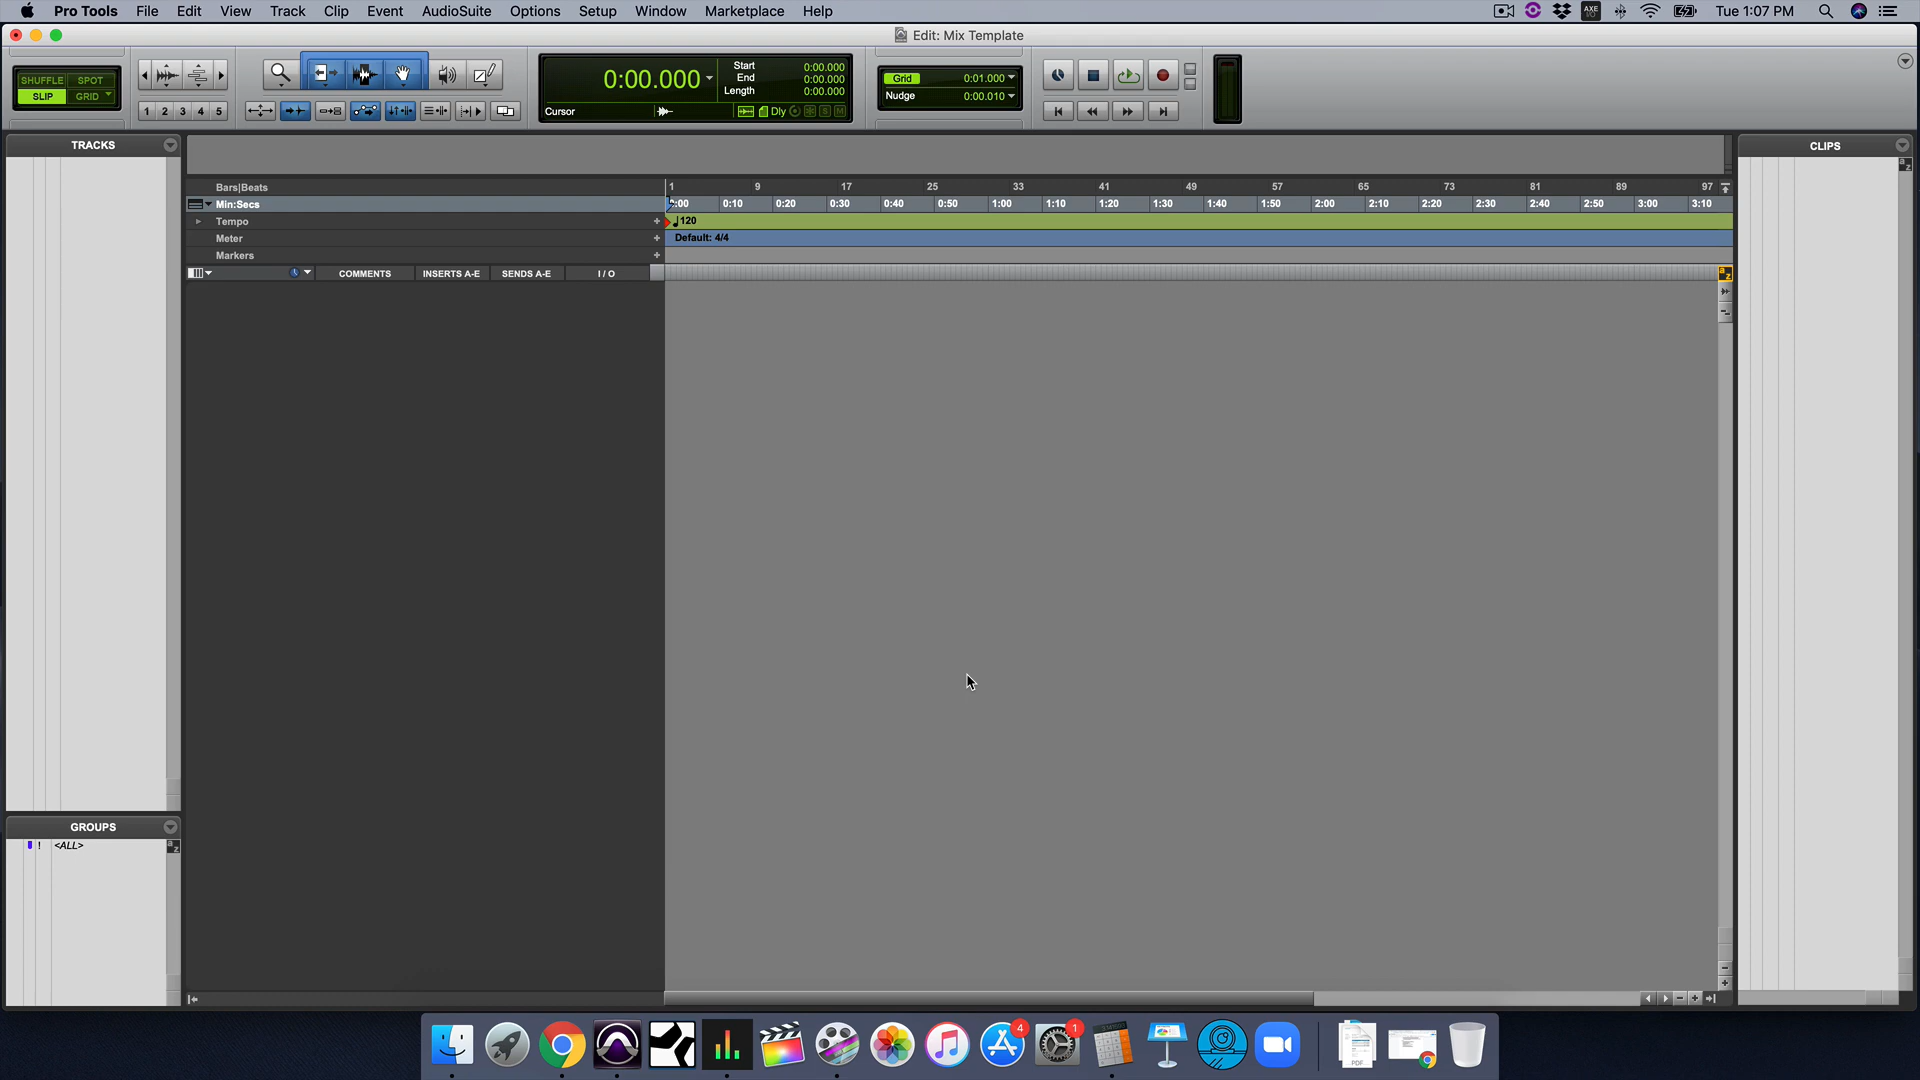 Pro Tools File Edit View Track Clip Event AudioSuite Options Setup Window Marketplace Help AXE I/O Tue 1:07 PM
Edit: Mix Template
SHUFFLE SPOT
SLIP GRID
1 2 3 4 5
0:00.000
Start 0:00.000
End 0:00.000
Length 0:00.000
Cursor
Dly S M
Grid 0:01.000
Nudge 0:00.010
TRACKS
CLIPS
Bars|Beats
1 9 17 25 33 41 49 57 65 73 81 89 97
Min:Secs
0:10 0:20 0:30 0:40 0:50 1:00 1:10 1:20 1:30 1:40 1:50 2:00 2:10 2:20 2:30 2:40 2:50 3:00 3:10
Tempo
120
Meter
Default: 4/4
Markers
COMMENTS INSERTS A-E SENDS A-E I / O
a z
GROUPS
! <ALL>
4
1
PDF